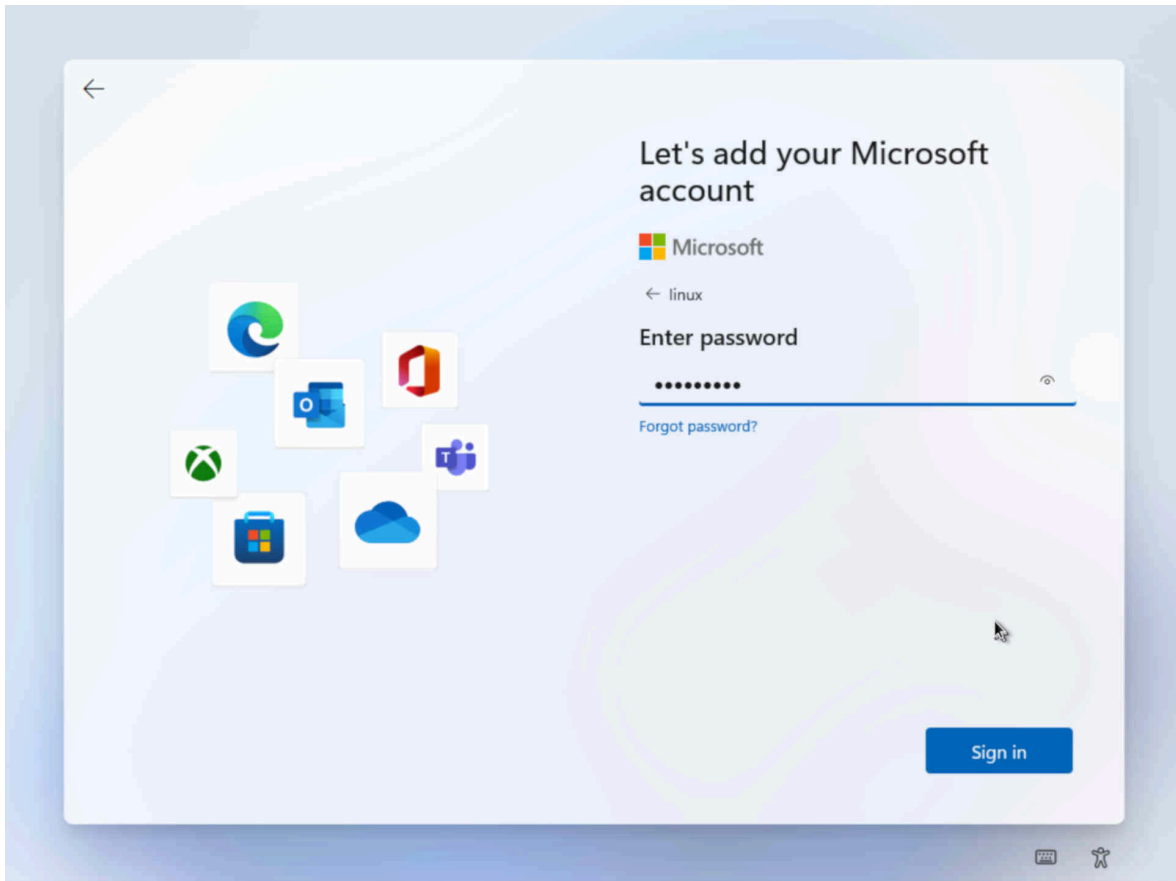 Let's add your Microsoft
account
Microsoft
linux
Enter password
•••••••••
Forgot password?
Sign in